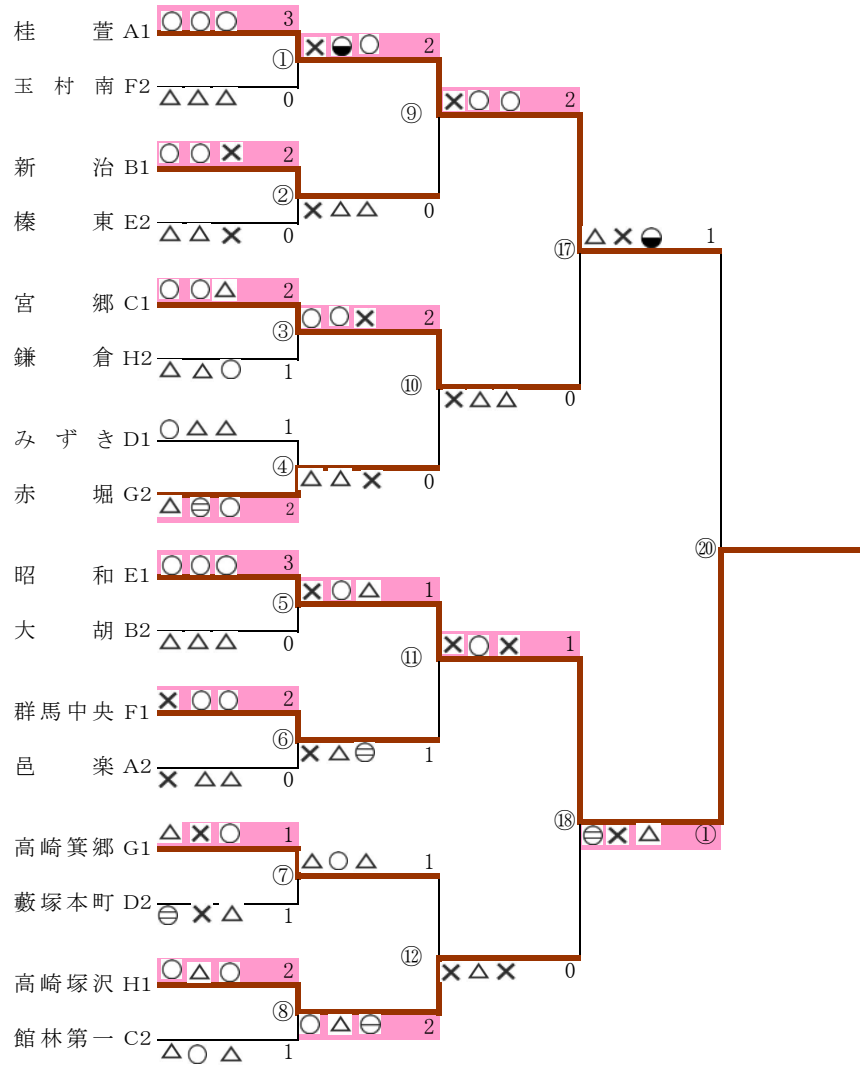 桂萱 A1 ○○○ 3
① ×◒○ 2
玉村南 F2 △△△ 0
⑨ ×○○ 2
新治 B1 ○○× 2
② ×△△ 0
榛東 E2 △△× 0
⑰ △×◒ 1
宮郷 C1 ○○△ 2
③ ○○× 2
鎌倉 H2 △△○ 1
⑩ ×△△ 0
みずき D1 ○△△ 1
④ △△× 0
赤堀 G2 △⊜○ 2
⑳
昭和 E1 ○○○ 3
⑤ ×○△ 1
大胡 B2 △△△ 0
⑪ ×○× 1
群馬中央 F1 ×○○ 2
⑥ ×△⊜ 1
邑楽 A2 ×△△ 0
⑱ ⊜×△ ①
高崎箕郷 G1 △×○ 1
⑦ △○△ 1
藪塚本町 D2 ⊜×△ 1
⑫ ×△× 0
高崎塚沢 H1 ○△○ 2
⑧ ○△⊖ 2
館林第一 C2 △○△ 1